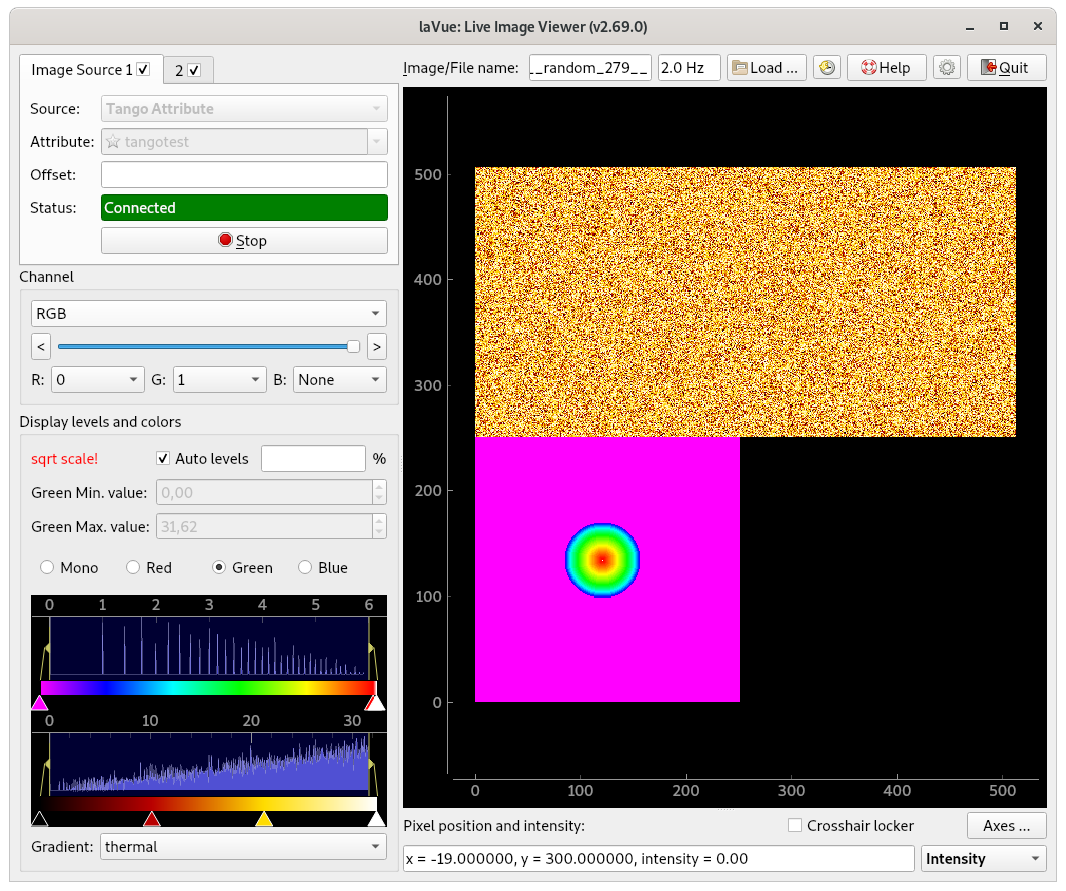 laVue: Live Image Viewer (v2.69.0)
Image Source 1 2
Image/File name: __random_279__ 2.0 Hz Load ... Help Quit
Source: Tango Attribute
Attribute: tangotest
Offset:
Status: Connected
Stop
Channel
RGB
< >
R: 0 G: 1 B: None
Display levels and colors
sqrt scale! Auto levels %
Green Min. value: 0,00
Green Max. value: 31,62
Mono Red Green Blue
0 1 2 3 4 5 6
0 10 20 30
Gradient: thermal
500
400
300
200
100
0
0 100 200 300 400 500
Pixel position and intensity: Crosshair locker Axes ...
x = -19.000000, y = 300.000000, intensity = 0.00 Intensity